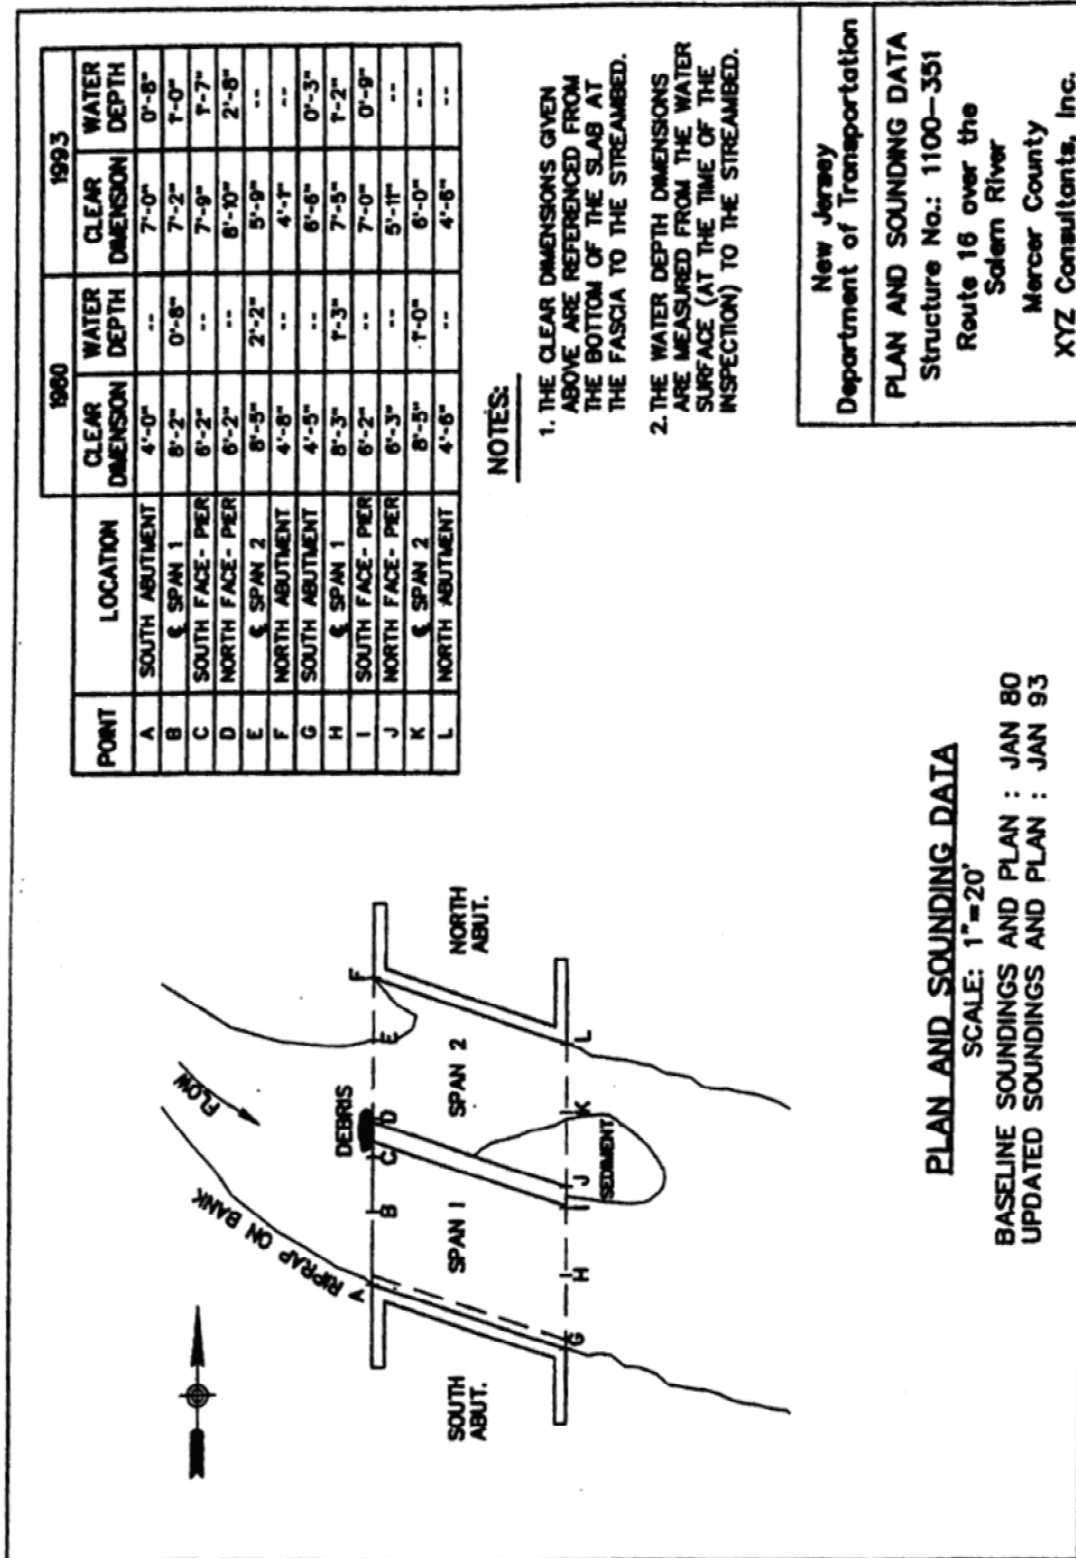 1980 1993
POINT LOCATION CLEAR DIMENSION WATER DEPTH CLEAR DIMENSION WATER DEPTH
A SOUTH ABUTMENT 4'-0" -- 7'-0" 0'-8"
B ℄ SPAN 1 8'-2" 0'-8" 7'-2" 1'-0"
C SOUTH FACE- PIER 6'-2" -- 7'-9" 1'-7"
D NORTH FACE- PIER 6'-2" -- 8'-10" 2'-8"
E ℄ SPAN 2 8'-5" 2'-2" 5'-9" --
F NORTH ABUTMENT 4'-8" -- 4'-1" --
G SOUTH ABUTMENT 4'-5" -- 6'-6" 0'-3"
H ℄ SPAN 1 8'-3" 1'-3" 7'-5" 1'-2"
I SOUTH FACE- PIER 6'-2" -- 7'-0" 0'-9"
J NORTH FACE- PIER 6'-3" -- 5'-11" --
K ℄ SPAN 2 8'-5" 1'-0" 6'-0" --
L NORTH ABUTMENT 4'-6" -- 4'-6" --
FLOW
RIPRAP ON BANK
DEBRIS
A
B
C
D
E
F
SOUTH
ABUT.
SPAN 1
SPAN 2
NORTH
ABUT.
G
H
I
J
K
L
SEDIMENT
NOTES:
1. THE CLEAR DIMENSIONS GIVEN
ABOVE ARE REFERENCED FROM
THE BOTTOM OF THE SLAB AT
THE FASCIA TO THE STREAMBED.
2. THE WATER DEPTH DIMENSIONS
ARE MEASURED FROM THE WATER
SURFACE (AT THE TIME OF THE
INSPECTION) TO THE STREAMBED.
PLAN AND SOUNDING DATA
SCALE: 1"=20'
BASELINE SOUNDINGS AND PLAN : JAN 80
UPDATED SOUNDINGS AND PLAN : JAN 93
New Jersey
Department of Transportation
PLAN AND SOUNDING DATA
Structure No.: 1100-351
Route 16 over the
Salem River
Mercer County
XYZ Consultants, Inc.